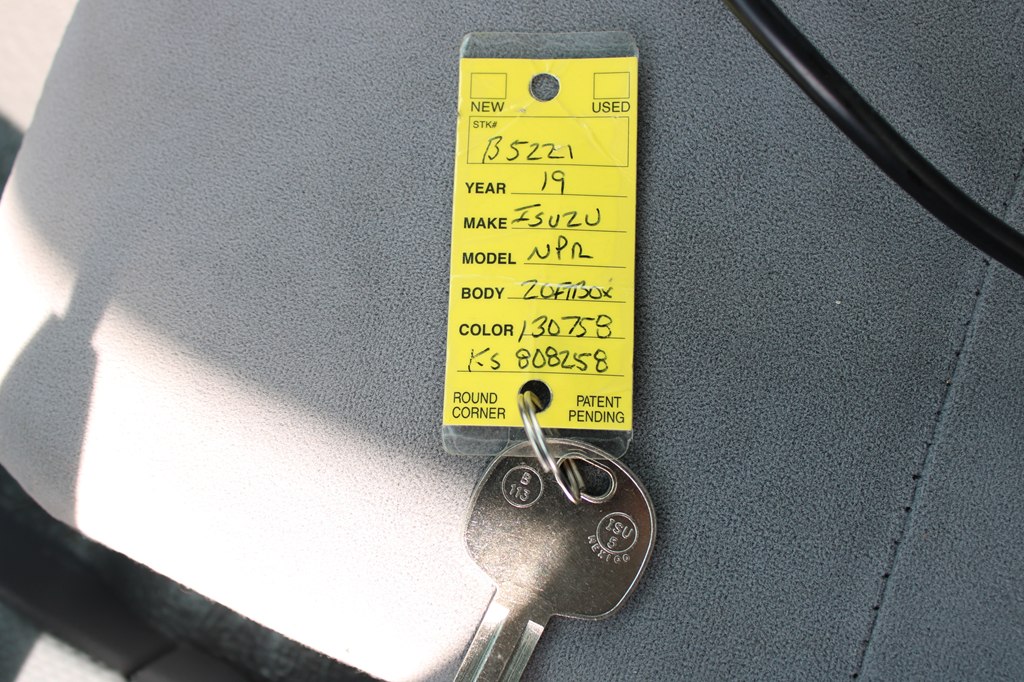 NEW USED
STK#
B5221
YEAR 19
MAKE ISUZU
MODEL NPR
BODY 20FTBOX
COLOR 130758
KS 808258
ROUND CORNER PATENT PENDING
B
113
ISU
5
MEXICO